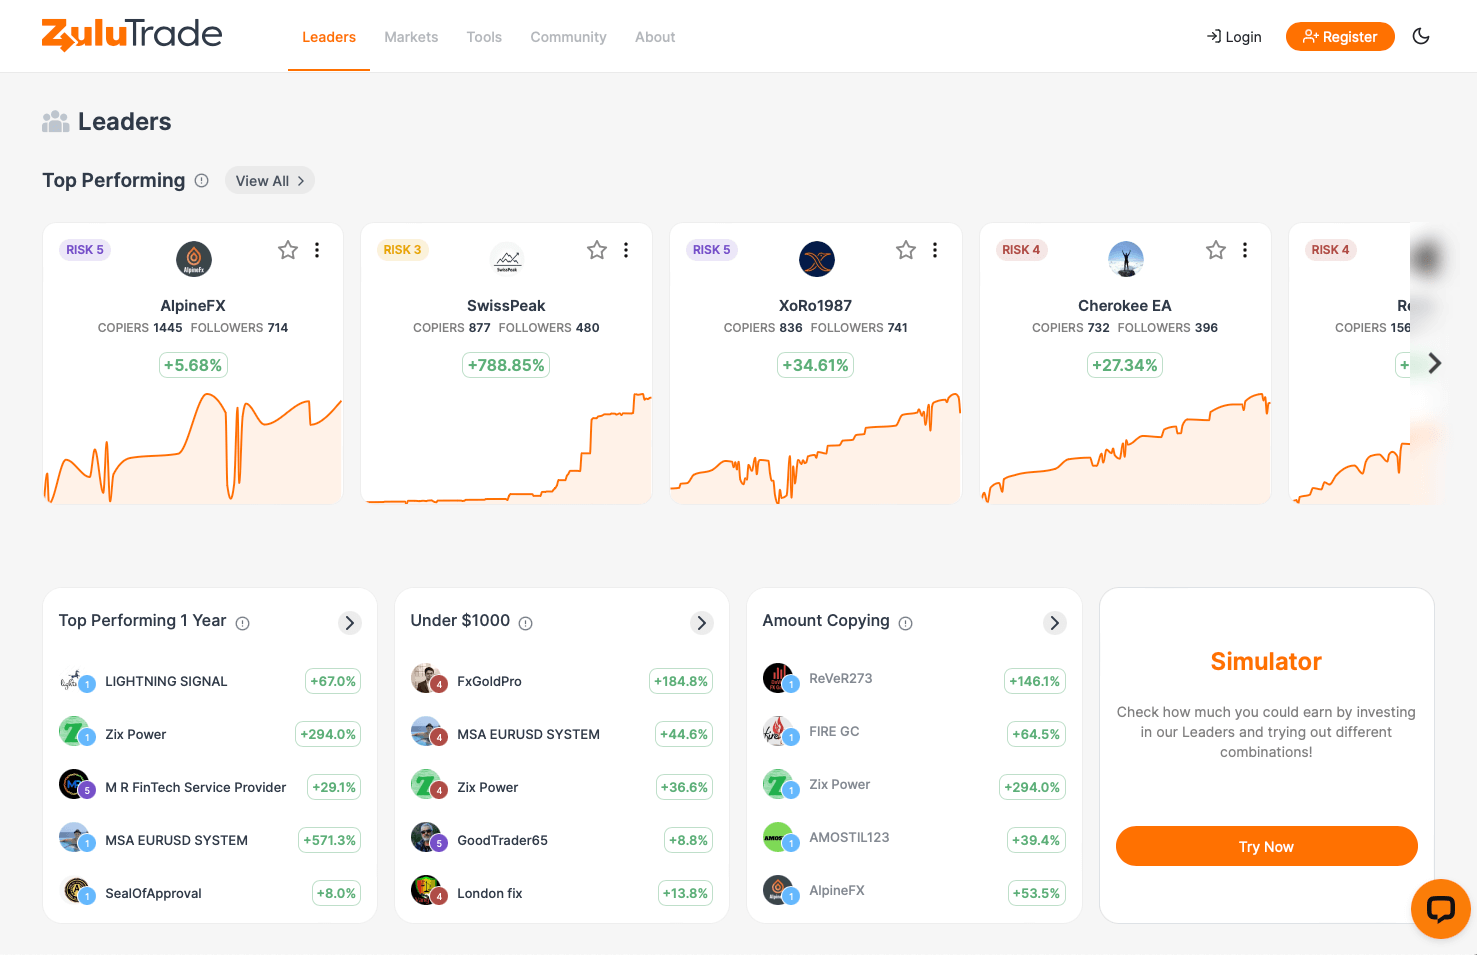 ZuluTrade
Leaders Markets Tools Community About
Login Register
Leaders
Top Performing View All
RISK 5
AlpineFx
AlpineFX
COPIERS 1445 FOLLOWERS 714
+5.68%
RISK 3
SwissPeak
SwissPeak
COPIERS 877 FOLLOWERS 480
+788.85%
RISK 5
XoRo1987
COPIERS 836 FOLLOWERS 741
+34.61%
RISK 4
Cherokee EA
COPIERS 732 FOLLOWERS 396
+27.34%
RISK 4
COPIERS 156
Top Performing 1 Year
1 LIGHTNING SIGNAL +67.0%
1 Zix Power +294.0%
5 M R FinTech Service Provider +29.1%
1 MSA EURUSD SYSTEM +571.3%
1 SealOfApproval +8.0%
Under $1000
4 FxGoldPro +184.8%
4 MSA EURUSD SYSTEM +44.6%
4 Zix Power +36.6%
5 GoodTrader65 +8.8%
4 London fix +13.8%
Amount Copying
1 ReVeR273 +146.1%
1 FIRE GC +64.5%
1 Zix Power +294.0%
1 AMOSTIL123 +39.4%
1 AlpineFX +53.5%
Simulator
Check how much you could earn by investing
in our Leaders and trying out different
combinations!
Try Now